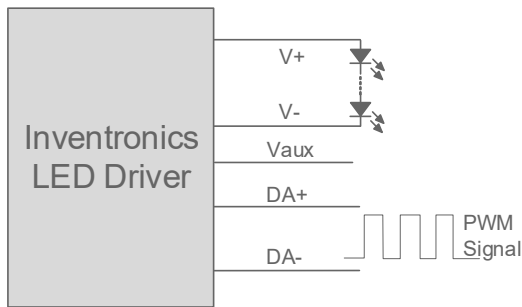 V+
V-
Inventronics
LED Driver
Vaux
DA+
PWM
Signal
DA-